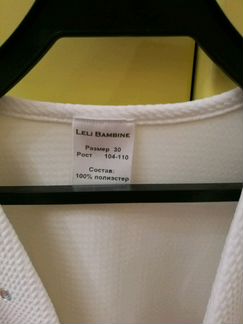 LELI BAMBINE
Размер 30
Рост 104-110
Состав:
100% полиэстер